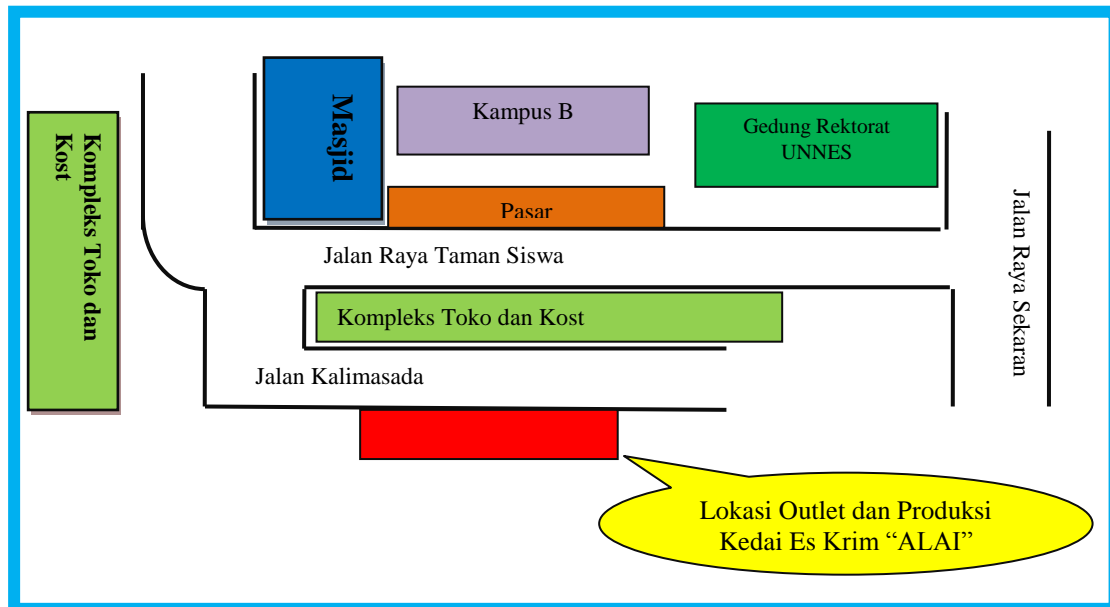 Kompleks Toko dan
Kost
Masjid
Kampus B
Gedung Rektorat
UNNES
Pasar
Jalan Raya Taman Siswa
Jalan Raya Sekaran
Kompleks Toko dan Kost
Jalan Kalimasada
Lokasi Outlet dan Produksi
Kedai Es Krim “ALAI”